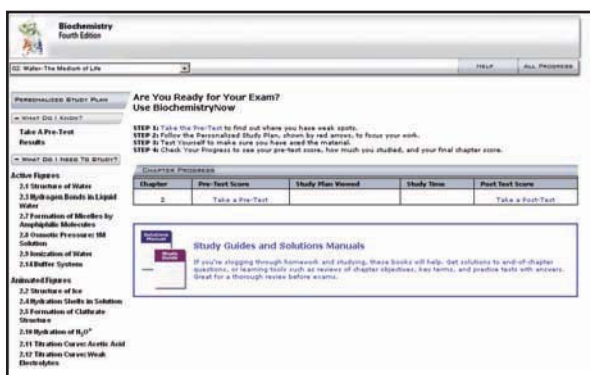 Biochemistry
Fourth Edition
02: Water-The Medium of Life
HELP
ALL PROGRESS
PERSONALIZED STUDY PLAN
WHAT DO I KNOW?
Take A Pre-Test
Results
WHAT DO I NEED TO STUDY?
Active Figures
2.1 Structure of Water
2.3 Hydrogen Bonds in Liquid
Water
2.7 Formation of Micelles by
Amphiphilic Molecules
2.8 Osmotic Pressure: 1M
Solution
2.9 Ionization of Water
2.14 Buffer System
Animated Figures
2.2 Structure of Ice
2.4 Hydration Shells in Solution
2.5 Formation of Clathrate
Structure
2.10 Hydration of H₃O⁺
2.11 Titration Curve: Acetic Acid
2.12 Titration Curve: Weak
Electrolytes
Are You Ready for Your Exam?
Use BiochemistryNow
STEP 1: Take the Pre-Test to find out where you have weak spots.
STEP 2: Follow the Personalized Study Plan, shown by red arrows, to focus your work.
STEP 3: Test Yourself to make sure you have aced the material.
STEP 4: Check Your Progress to see your pre-test score, how much you studied, and your final chapter score.
CHAPTER PROGRESS
Chapter Pre-Test Score Study Plan Viewed Study Time Post Test Score
2 Take a Pre-Test Take a Post-Test
Solutions
Manual
Study
Guide
Study Guides and Solutions Manuals
If you're slogging through homework and studying, these books will help. Get solutions to end-of-chapter
questions, or learning tools such as reviews of chapter objectives, key terms, and practice tests with answers.
Great for a thorough review before exams.